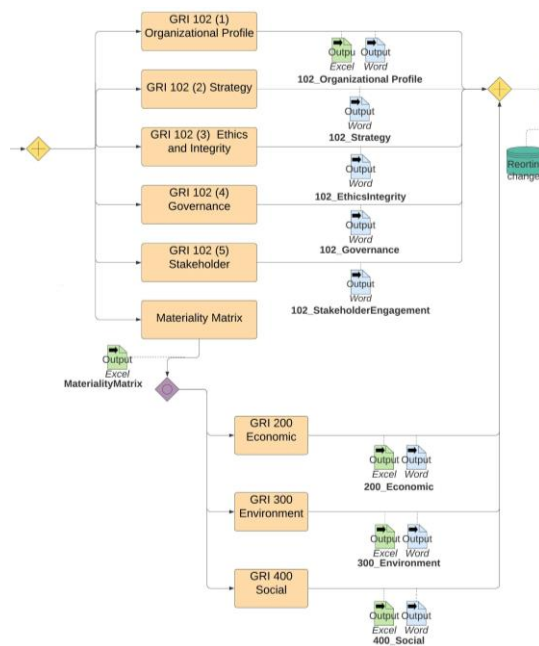 GRI 102 (1)
Organizational Profile
Outpu
Output
Excel
Word
102_Organizational Profile
GRI 102 (2) Strategy
Output
Word
102_Strategy
GRI 102 (3) Ethics
and Integrity
Output
Word
102_EthicsIntegrity
GRI 102 (4)
Governance
Output
Word
102_Governance
GRI 102 (5)
Stakeholder
Output
Word
102_StakeholderEngagement
Materiality Matrix
Output
Excel
MaterialityMatrix
GRI 200
Economic
Output
Output
Excel
Word
200_Economic
GRI 300
Environment
Output
Output
Excel
Word
300_Environment
GRI 400
Social
Output
Output
Excel
Word
400_Social
Reortin
change